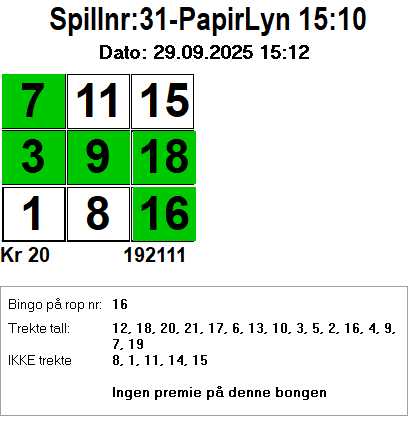 Spillnr:31-PapirLyn 15:10
Dato: 29.09.2025 15:12
7 11 15
3 9 18
1 8 16
Kr 20 192111
Bingo på rop nr: 16
Trekte tall: 12, 18, 20, 21, 17, 6, 13, 10, 3, 5, 2, 16, 4, 9,
7, 19
IKKE trekte 8, 1, 11, 14, 15
Ingen premie på denne bongen